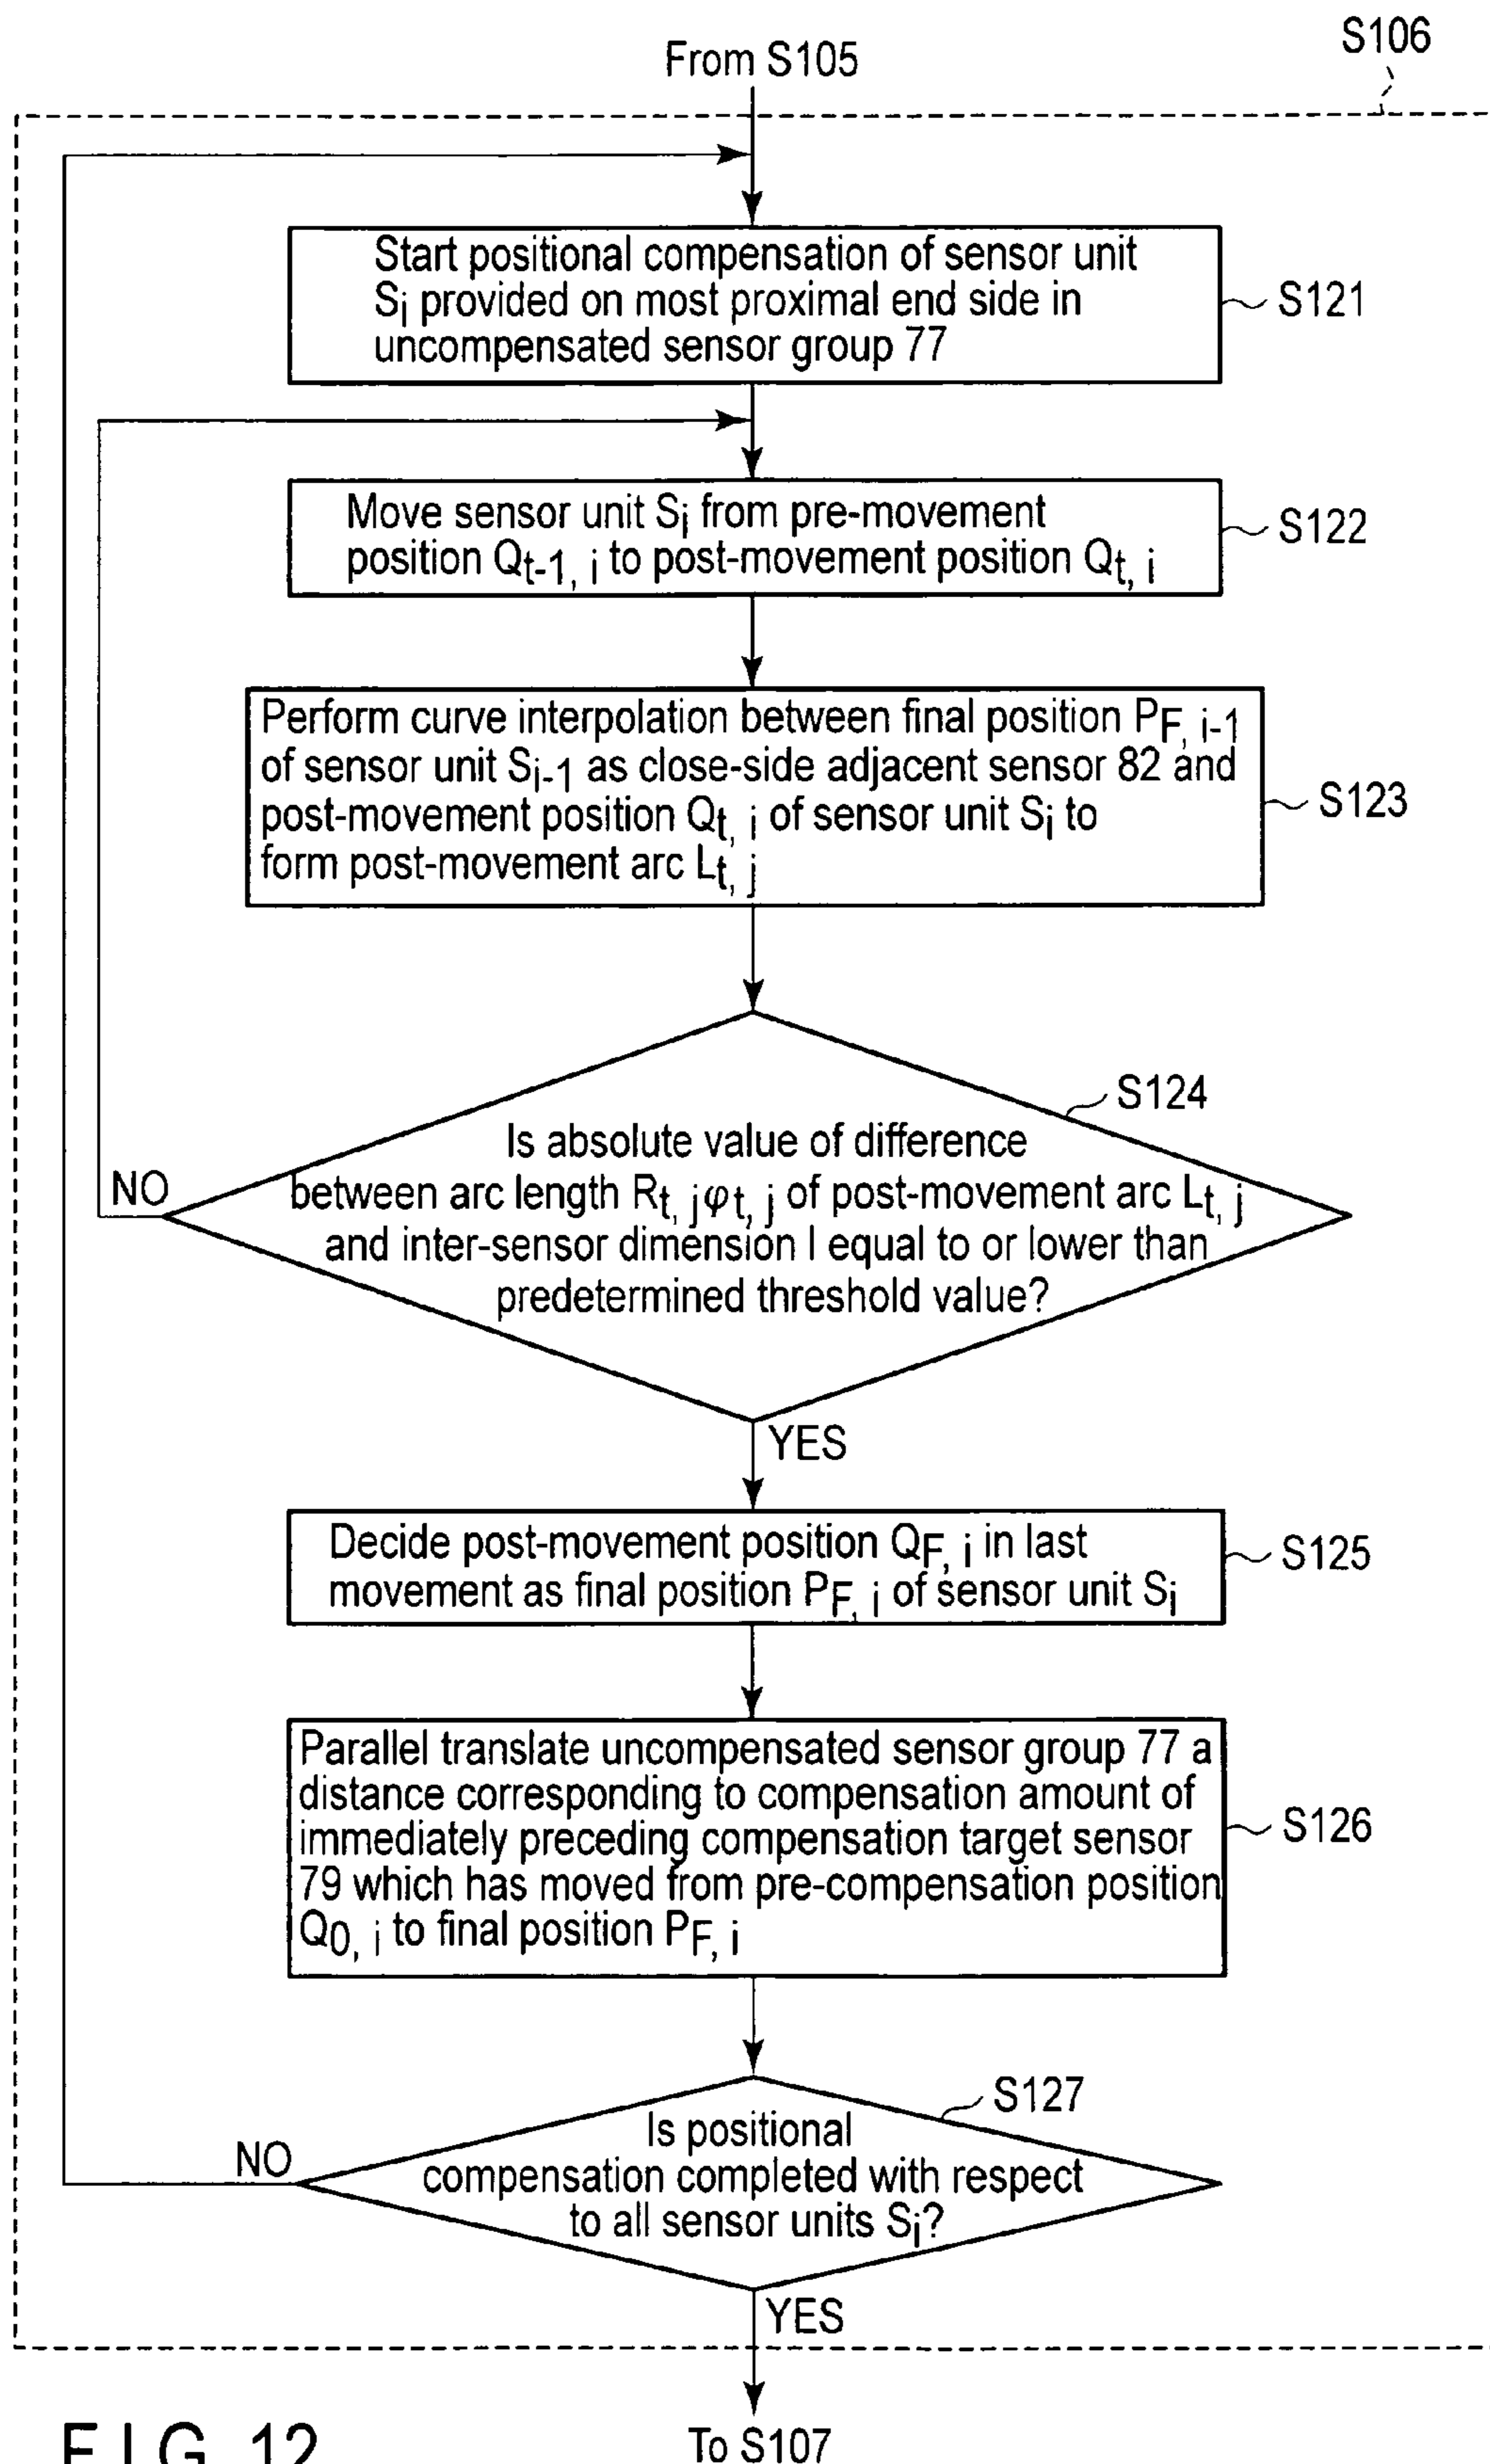 S106
From S105
Start positional compensation of sensor unit
Si provided on most proximal end side in
uncompensated sensor group 77
S121
Move sensor unit Si from pre-movement
position Qt-1, i to post-movement position Qt, i
S122
Perform curve interpolation between final position PF, i-1
of sensor unit Si-1 as close-side adjacent sensor 82 and
post-movement position Qt, i of sensor unit Si to
form post-movement arc Lt, j
S123
S124
Is absolute value of difference
between arc length Rt, jφt, j of post-movement arc Lt, j
and inter-sensor dimension l equal to or lower than
predetermined threshold value?
NO
YES
Decide post-movement position QF, i in last
movement as final position PF, i of sensor unit Si
S125
Parallel translate uncompensated sensor group 77 a
distance corresponding to compensation amount of
immediately preceding compensation target sensor
79 which has moved from pre-compensation position
Q0, i to final position PF, i
S126
S127
Is positional
compensation completed with respect
to all sensor units Si?
NO
YES
To S107
FIG. 12